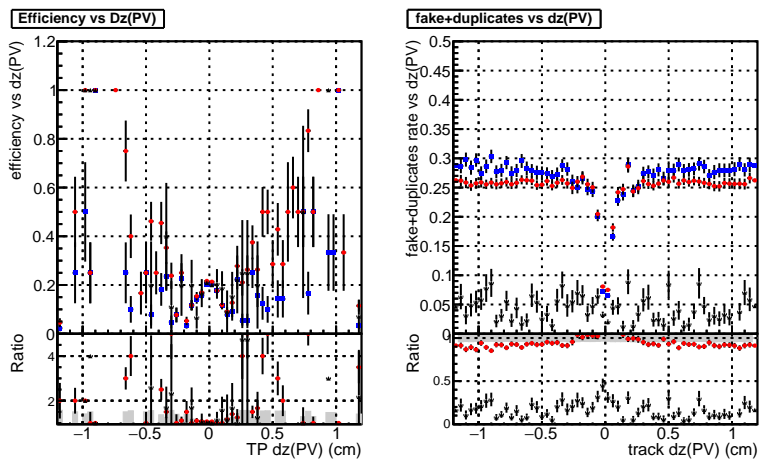 Efficiency vs Dz(PV)
efficiency vs dz(PV)
1.2
1
0.8
0.6
0.4
0.2
0
Ratio
4
2
−1 −0.5 0 0.5 1
TP dz(PV) (cm)
fake+duplicates vs dz(PV)
fake+duplicates rate vs dz(PV)
0.5
0.45
0.4
0.35
0.3
0.25
0.2
0.15
0.1
0.05
0
Ratio
0.5
0
−1 −0.5 0 0.5 1
track dz(PV) (cm)